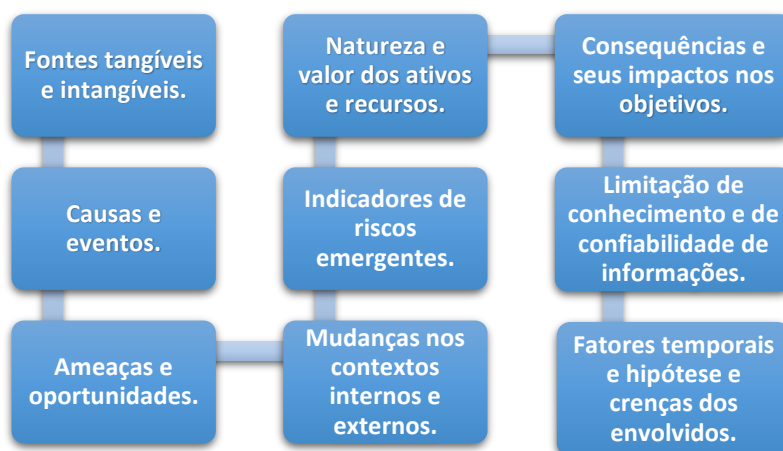 Fontes tangíveis
e intangíveis.
Causas e
eventos.
Ameaças e
oportunidades.
Mudanças nos
contextos
internos e
externos.
Indicadores de
riscos
emergentes.
Natureza e
valor dos ativos
e recursos.
Consequências e
seus impactos nos
objetivos.
Limitação de
conhecimento e de
confiabilidade de
informações.
Fatores temporais
e hipótese e
crenças dos
envolvidos.